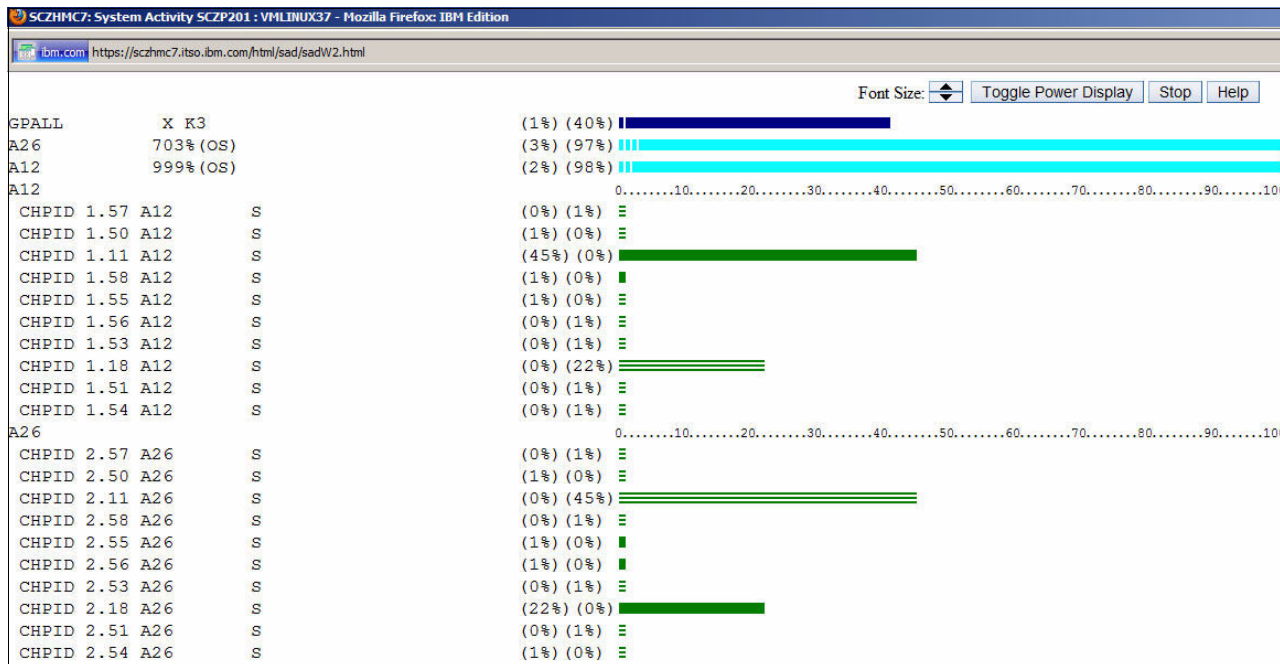 SCZHMC7: System Activity SCZP201 : VMLINUX37 - Mozilla Firefox: IBM Edition
ibm.com https://sczhmc7.itso.ibm.com/html/sad/sadW2.html
Font Size: Toggle Power Display Stop Help
GPALL X K3 (1%)(40%)
A26 703%(OS) (3%)(97%)
A12 999%(OS) (2%)(98%)
A12 0........10........20........30........40........50........60........70........80........90........100
CHPID 1.57 A12 S (0%)(1%)
CHPID 1.50 A12 S (1%)(0%)
CHPID 1.11 A12 S (45%)(0%)
CHPID 1.58 A12 S (1%)(0%)
CHPID 1.55 A12 S (1%)(0%)
CHPID 1.56 A12 S (0%)(1%)
CHPID 1.53 A12 S (0%)(1%)
CHPID 1.18 A12 S (0%)(22%)
CHPID 1.51 A12 S (0%)(1%)
CHPID 1.54 A12 S (0%)(1%)
A26 0........10........20........30........40........50........60........70........80........90........100
CHPID 2.57 A26 S (0%)(1%)
CHPID 2.50 A26 S (1%)(0%)
CHPID 2.11 A26 S (0%)(45%)
CHPID 2.58 A26 S (0%)(1%)
CHPID 2.55 A26 S (1%)(0%)
CHPID 2.56 A26 S (1%)(0%)
CHPID 2.53 A26 S (0%)(1%)
CHPID 2.18 A26 S (22%)(0%)
CHPID 2.51 A26 S (0%)(1%)
CHPID 2.54 A26 S (1%)(0%)